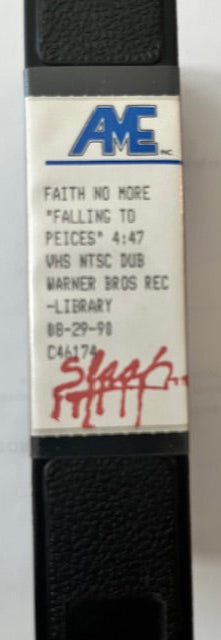 AME INC
FAITH NO MORE
"FALLING TO
PEICES" 4:47
VHS NTSC DUB
WARNER BROS REC
-LIBRARY
08-29-90
C46174
Slash